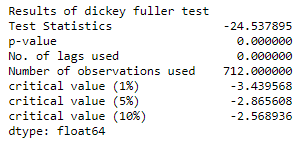 Results of dickey fuller test
Test Statistics -24.537895
p-value 0.000000
No. of lags used 0.000000
Number of observations used 712.000000
critical value (1%) -3.439568
critical value (5%) -2.865608
critical value (10%) -2.568936
dtype: float64